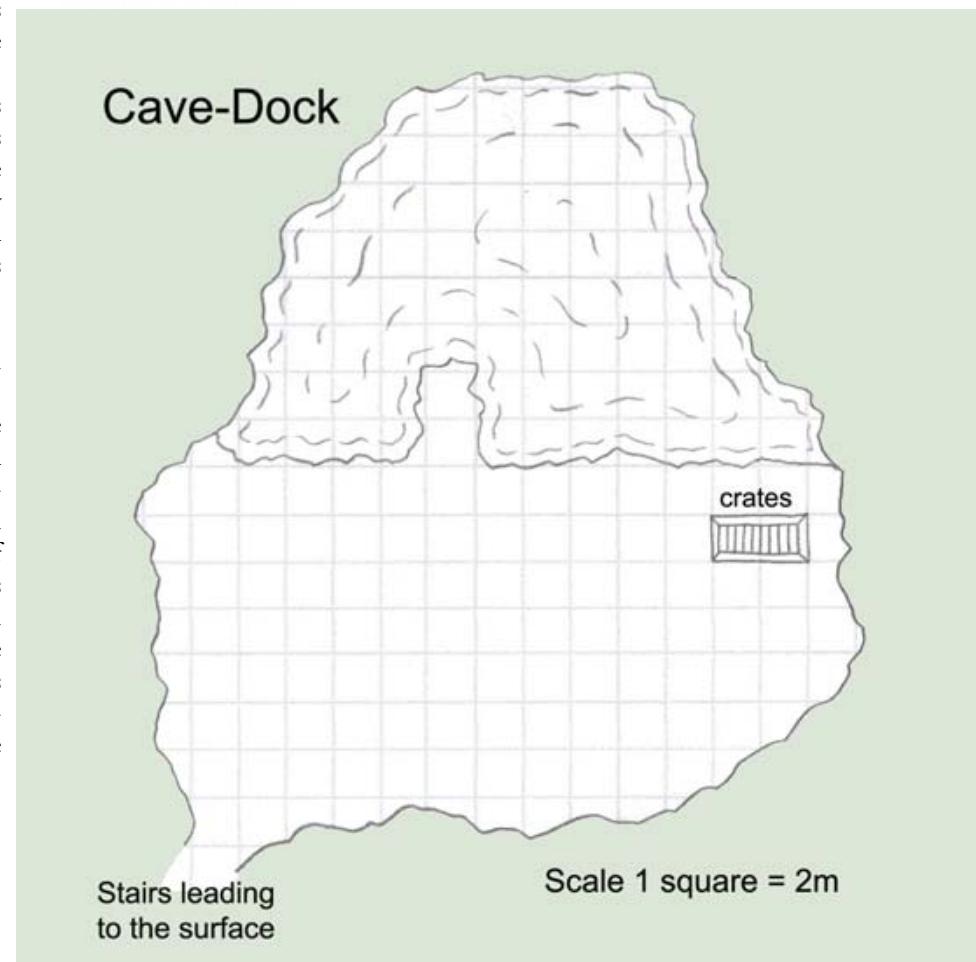 Cave-Dock
crates
Stairs leading
to the surface
Scale 1 square = 2m